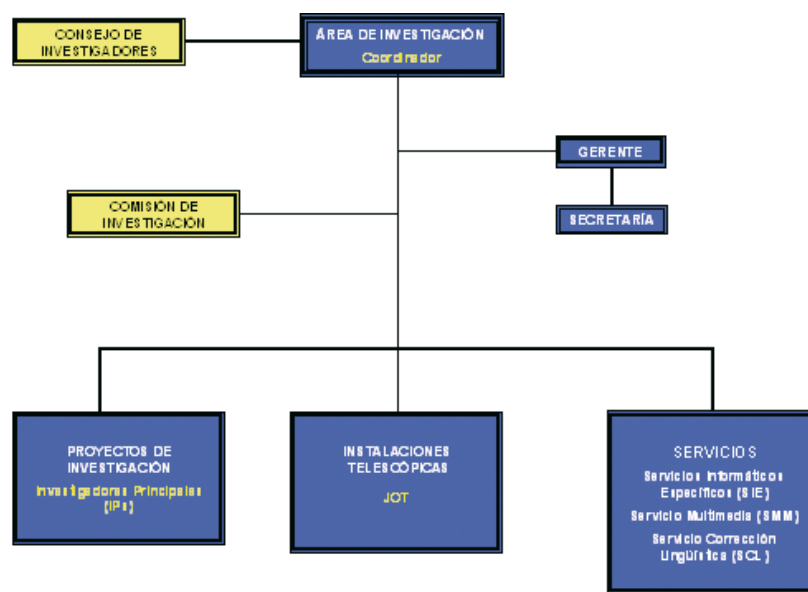 CONSEJO DE
INVESTIGADORES
ÁREA DE INVESTIGACIÓN
Coordinador
GERENTE
COMISIÓN DE
INVESTIGACIÓN
SECRETARÍA
PROYECTOS DE
INVESTIGACIÓN
Investigadores Principales
(IPs)
INSTALACIONES
TELESCÓPICAS
JOT
SERVICIOS
Servicios Informáticos
Específicos (SIE)
Servicio Multimedia (SMM)
Servicio Corrección
Lingüística (SCL)